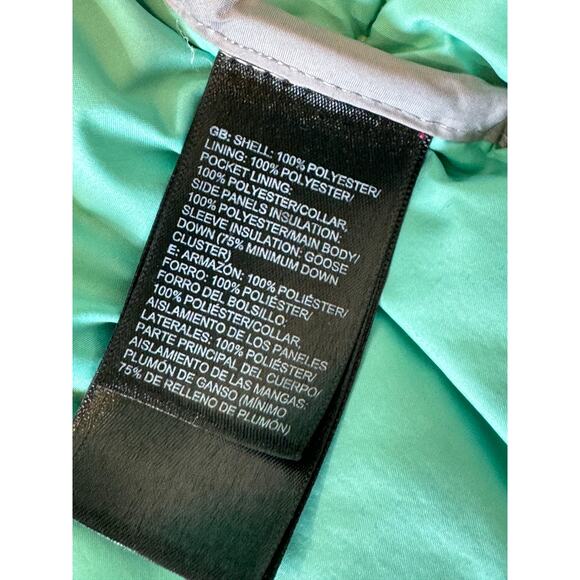 GB: SHELL: 100% POLYESTER/
LINING: 100% POLYESTER/
POCKET LINING:
100% POLYESTER/COLLAR,
SIDE PANELS INSULATION:
100% POLYESTER/MAIN BODY/
SLEEVE INSULATION: GOOSE
DOWN (75% MINIMUM DOWN
CLUSTER)
E: ARMAZÓN: 100% POLIÉSTER/
FORRO: 100% POLIÉSTER/
FORRO DEL BOLSILLO:
100% POLIÉSTER/COLLAR,
AISLAMIENTO DE LOS PANELES
LATERALES: 100% POLIÉSTER/
PARTE PRINCIPAL DEL CUERPO/
AISLAMIENTO DE LAS MANGAS:
PLUMÓN DE GANSO (MÍNIMO
75% DE RELLENO DE PLUMÓN)